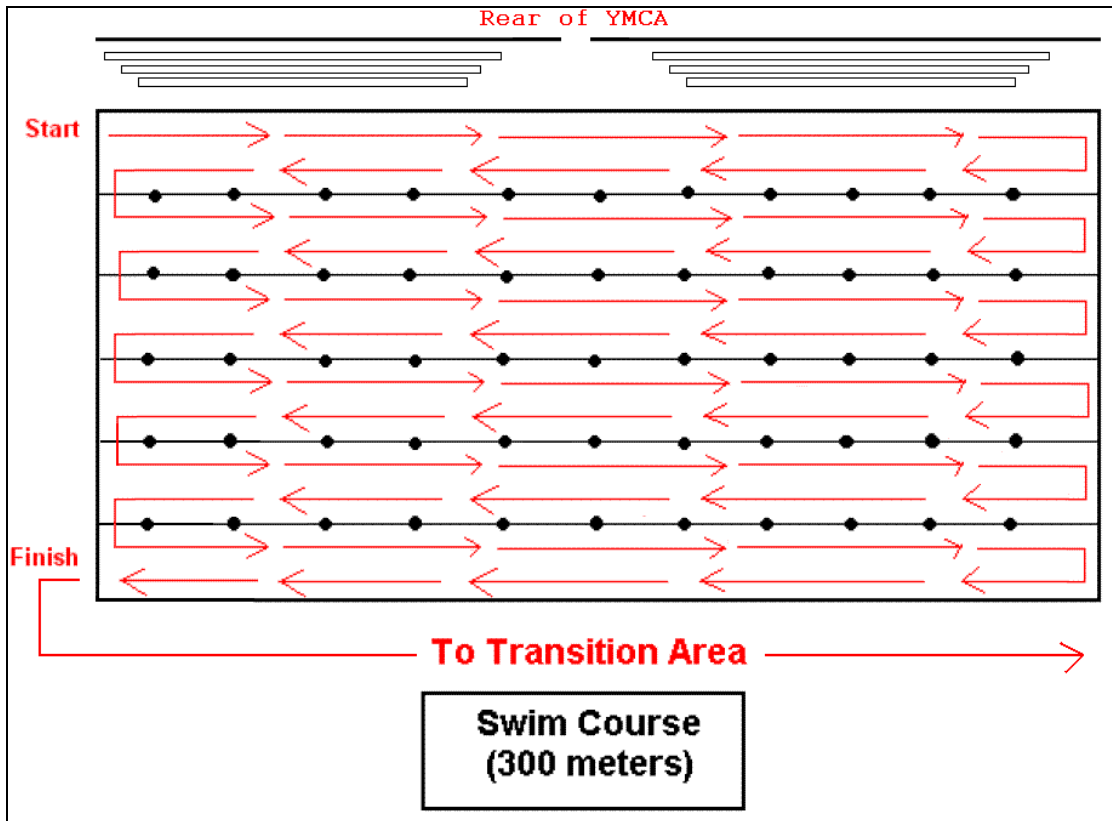 Rear of YMCA
Start
Finish
To Transition Area
Swim Course
(300 meters)